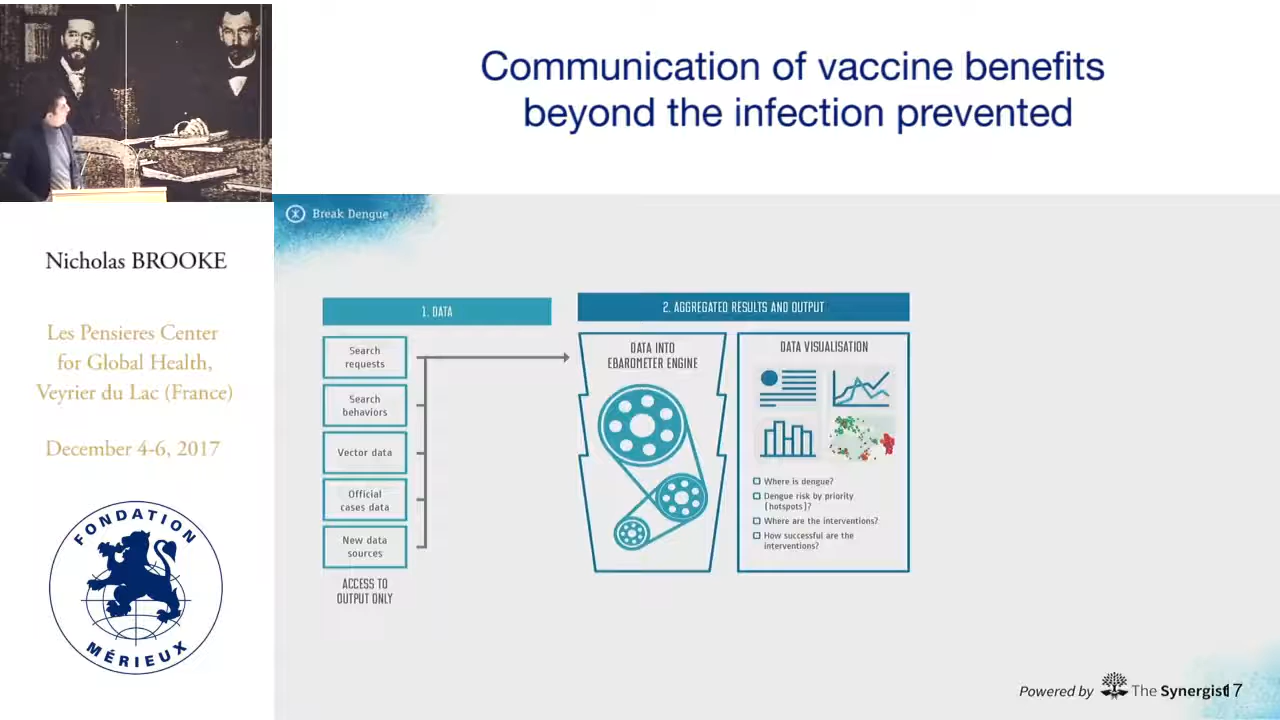 Communication of vaccine benefits
beyond the infection prevented
Nicholas BROOKE
Les Pensieres Center
for Global Health,
Veyrier du Lac (France)
December 4-6, 2017
FONDATION
MÉRIEUX
Break Dengue
1. DATA
Search
requests
Search
behaviors
Vector data
Official
cases data
New data
sources
ACCESS TO
OUTPUT ONLY
2. AGGREGATED RESULTS AND OUTPUT
DATA INTO
EBAROMETER ENGINE
DATA VISUALISATION
Where is dengue?
Dengue risk by priority
(hotspots)?
Where are the interventions?
How successful are the
interventions?
Powered by The Synergist
17